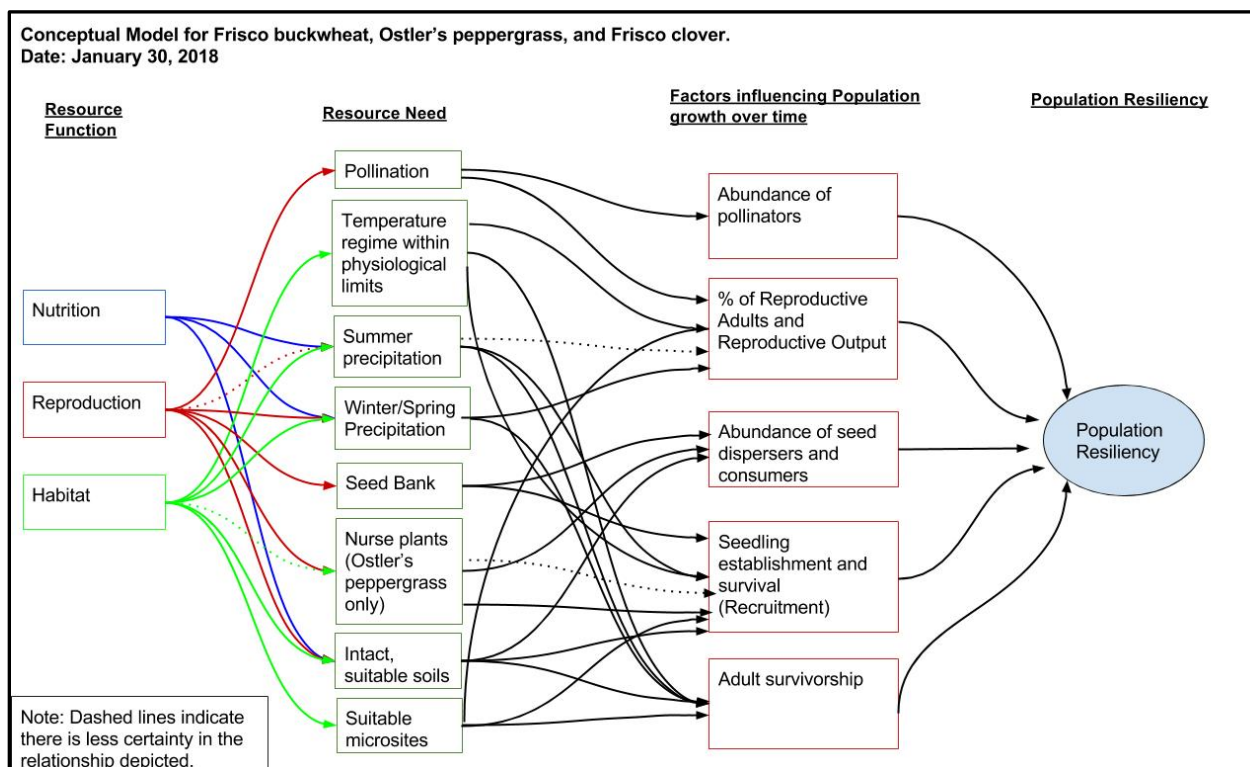 Conceptual Model for Frisco buckwheat, Ostler's peppergrass, and Frisco clover.
Date: January 30, 2018
Resource
Function
Resource Need
Factors influencing Population
growth over time
Population Resiliency
Nutrition
Reproduction
Habitat
Pollination
Temperature
regime within
physiological
limits
Summer
precipitation
Winter/Spring
Precipitation
Seed Bank
Nurse plants
(Ostler's
peppergrass
only)
Intact,
suitable soils
Suitable
microsites
Abundance of
pollinators
% of Reproductive
Adults and
Reproductive Output
Abundance of seed
dispersers and
consumers
Seedling
establishment and
survival
(Recruitment)
Adult survivorship
Population
Resiliency
Note: Dashed lines indicate
there is less certainty in the
relationship depicted.